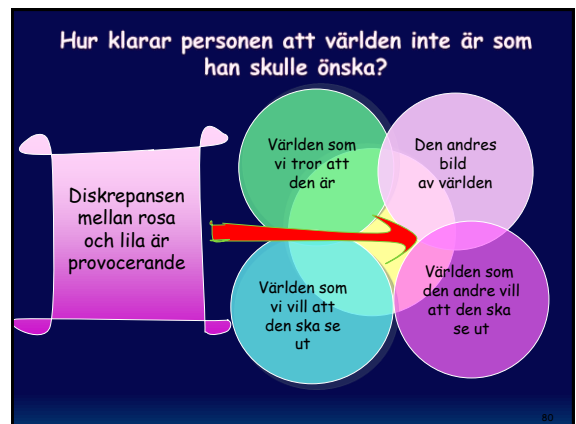 Hur klarar personen att världen inte är som
han skulle önska?
Diskrepansen
mellan rosa
och lila är
provocerande
Världen som
vi tror att
den är
Den andres
bild
av världen
Världen som
vi vill att
den ska se
ut
Världen som
den andre vill
att den ska
se ut
80